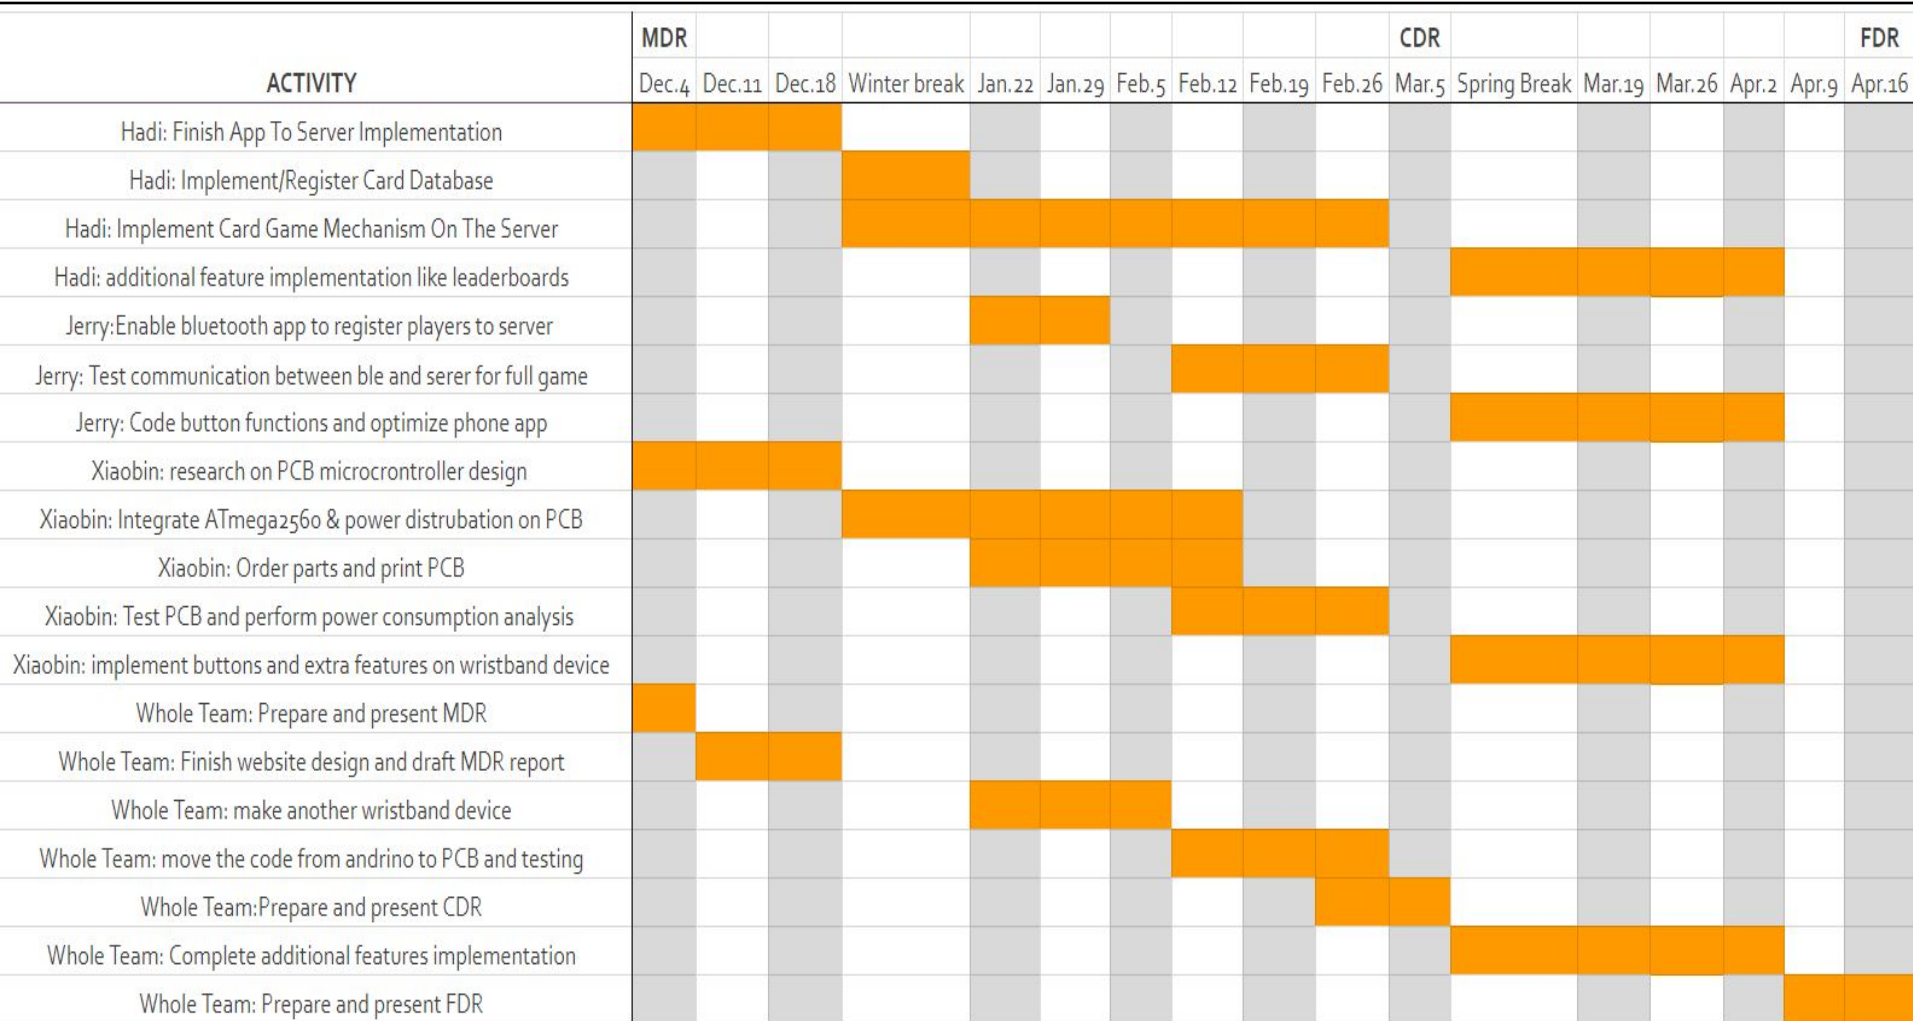 MDR CDR FDR
ACTIVITY Dec.4 Dec.11 Dec.18 Winter break Jan.22 Jan.29 Feb.5 Feb.12 Feb.19 Feb.26 Mar.5 Spring Break Mar.19 Mar.26 Apr.2 Apr.9 Apr.16
Hadi: Finish App To Server Implementation
Hadi: Implement/Register Card Database
Hadi: Implement Card Game Mechanism On The Server
Hadi: additional feature implementation like leaderboards
Jerry:Enable bluetooth app to register players to server
Jerry: Test communication between ble and serer for full game
Jerry: Code button functions and optimize phone app
Xiaobin: research on PCB microcrontroller design
Xiaobin: Integrate ATmega2560 & power distrubation on PCB
Xiaobin: Order parts and print PCB
Xiaobin: Test PCB and perform power consumption analysis
Xiaobin: implement buttons and extra features on wristband device
Whole Team: Prepare and present MDR
Whole Team: Finish website design and draft MDR report
Whole Team: make another wristband device
Whole Team: move the code from andrino to PCB and testing
Whole Team:Prepare and present CDR
Whole Team: Complete additional features implementation
Whole Team: Prepare and present FDR